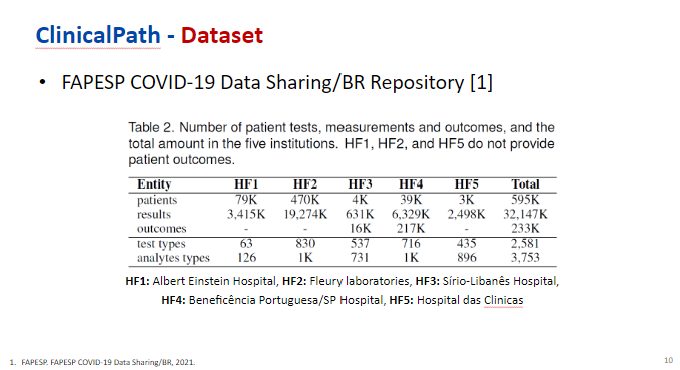 ClinicalPath - Dataset
• FAPESP COVID-19 Data Sharing/BR Repository [1]
Table 2. Number of patient tests, measurements and outcomes, and the
total amount in the five institutions. HF1, HF2, and HF5 do not provide
patient outcomes.
Entity HF1 HF2 HF3 HF4 HF5 Total
patients 79K 470K 4K 39K 3K 595K
results 3,415K 19,274K 631K 6,329K 2,498K 32,147K
outcomes - - 16K 217K - 233K
test types 63 830 537 716 435 2,581
analytes types 126 1K 731 1K 896 3,753
HF1: Albert Einstein Hospital, HF2: Fleury laboratories, HF3: Sírio-Libanês Hospital,
HF4: Beneficência Portuguesa/SP Hospital, HF5: Hospital das Clinicas
1. FAPESP. FAPESP COVID-19 Data Sharing/BR, 2021.
10